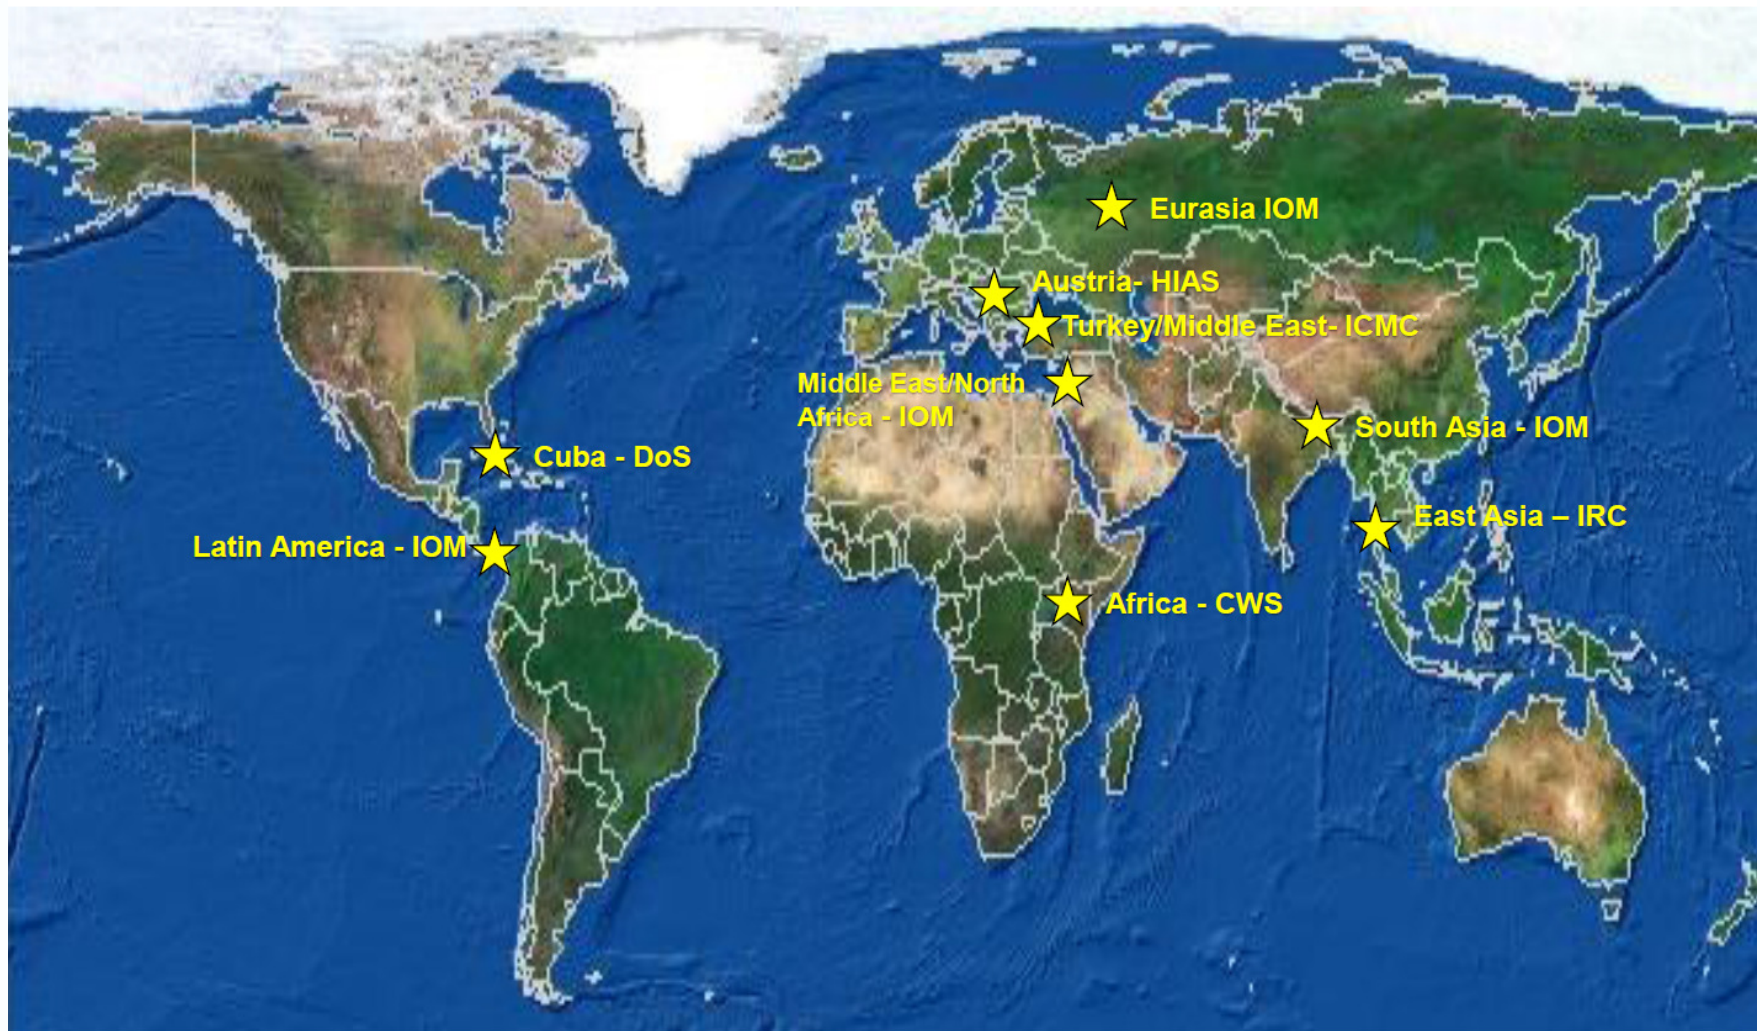 Eurasia IOM
Austria- HIAS
Turkey/Middle East- ICMC
Middle East/North
Africa - IOM
South Asia - IOM
Cuba - DoS
East Asia – IRC
Latin America - IOM
Africa - CWS